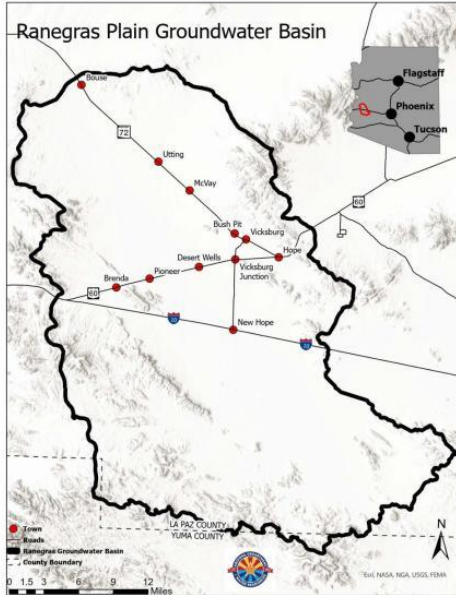 Ranegras Plain Groundwater Basin
Flagstaff
Phoenix
Tucson
Bouse
72
Utting
McVay
60
Bush Pit
Vicksburg
Hope
Desert Wells
Vicksburg
Junction
Pioneer
Brenda
60
New Hope
LA PAZ COUNTY
YUMA COUNTY
N
Town
Roads
Ranegras Groundwater Basin
County Boundary
0 1.5 3 6 9 12
Miles
Esri, NASA, NGA, USGS, FEMA